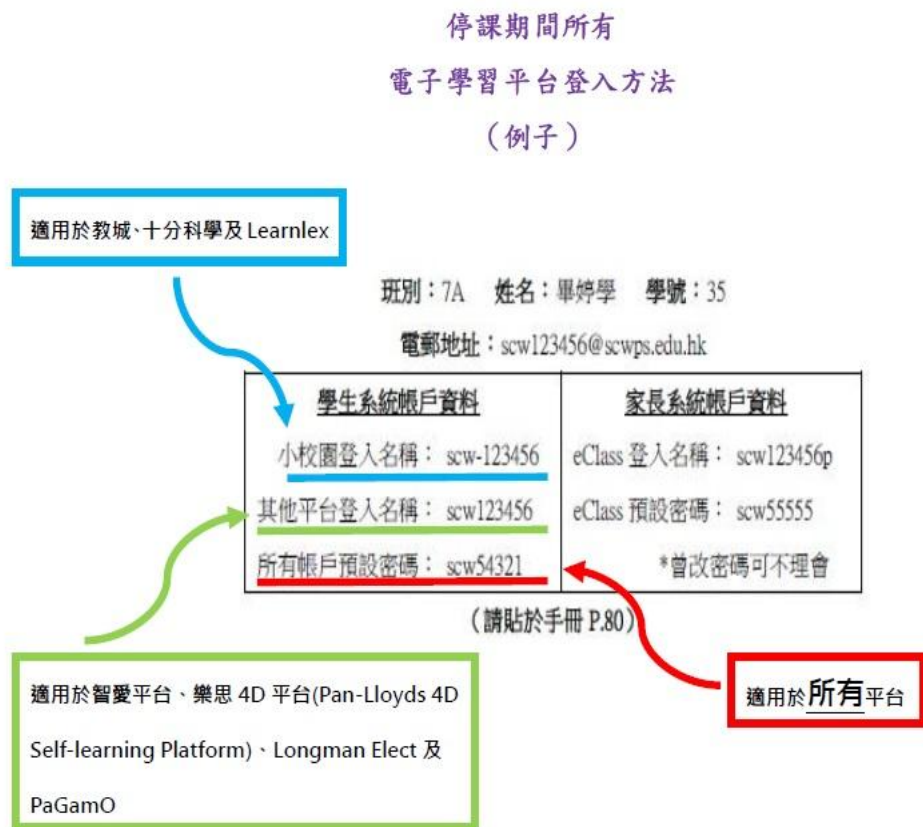 停課期間所有
電子學習平台登入方法
（例子）
適用於教城、十分科學及 Learnlex
班別：7A 姓名：畢婷學 學號：35
電郵地址：scw123456@scwps.edu.hk
學生系統帳戶資料
小校園登入名稱： scw-123456
其他平台登入名稱： scw123456
所有帳戶預設密碼： scw54321
家長系統帳戶資料
eClass 登入名稱： scw123456p
eClass 預設密碼： scw55555
*曾改密碼可不理會
（請貼於手冊 P.80）
適用於智愛平台、樂思 4D 平台(Pan-Lloyds 4D
Self-learning Platform)、Longman Elect 及
PaGamO
適用於所有平台